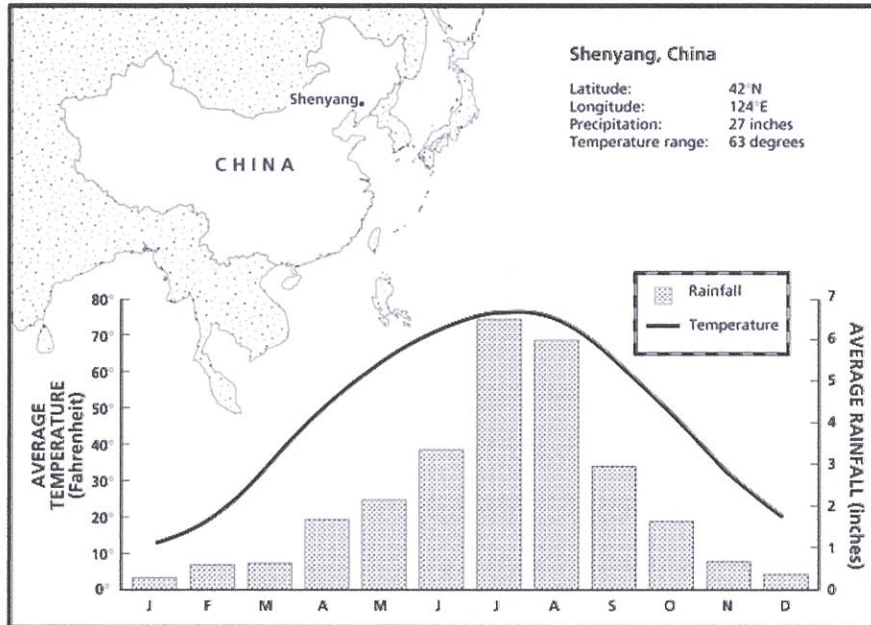 Shenyang, China
Latitude: 42°N
Longitude: 124°E
Precipitation: 27 inches
Temperature range: 63 degrees
Shenyang
CHINA
Rainfall
Temperature
AVERAGE
TEMPERATURE
(Fahrenheit)
80°
70°
60°
50°
40°
30°
20°
10°
0°
7
6
5
4
3
2
1
0
AVERAGE RAINFALL (inches)
J F M A M J J A S O N D